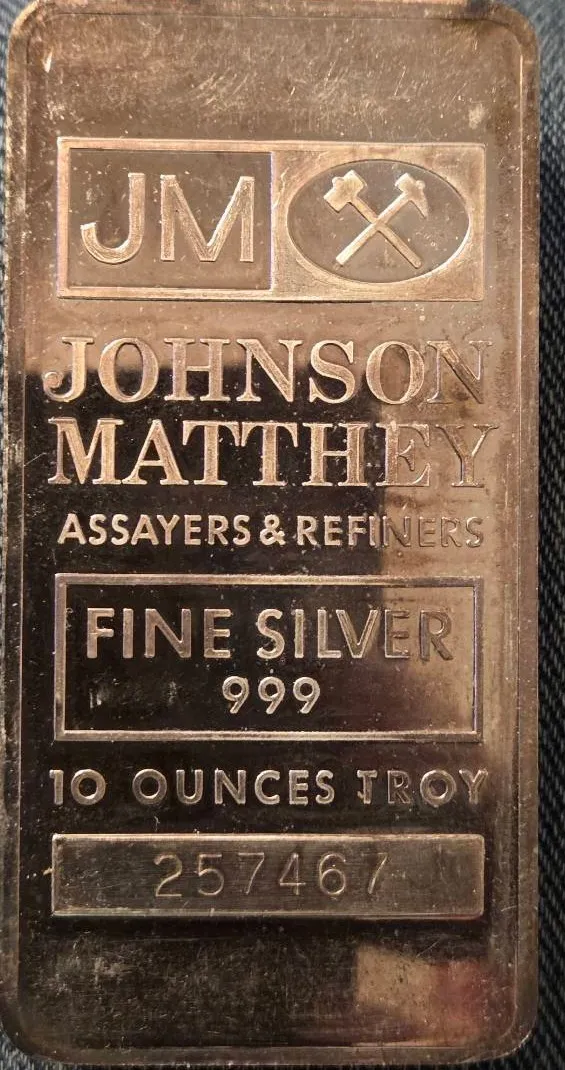 JM
JOHNSON
MATTHEY
ASSAYERS & REFINERS
FINE SILVER
999
10 OUNCES TROY
257467